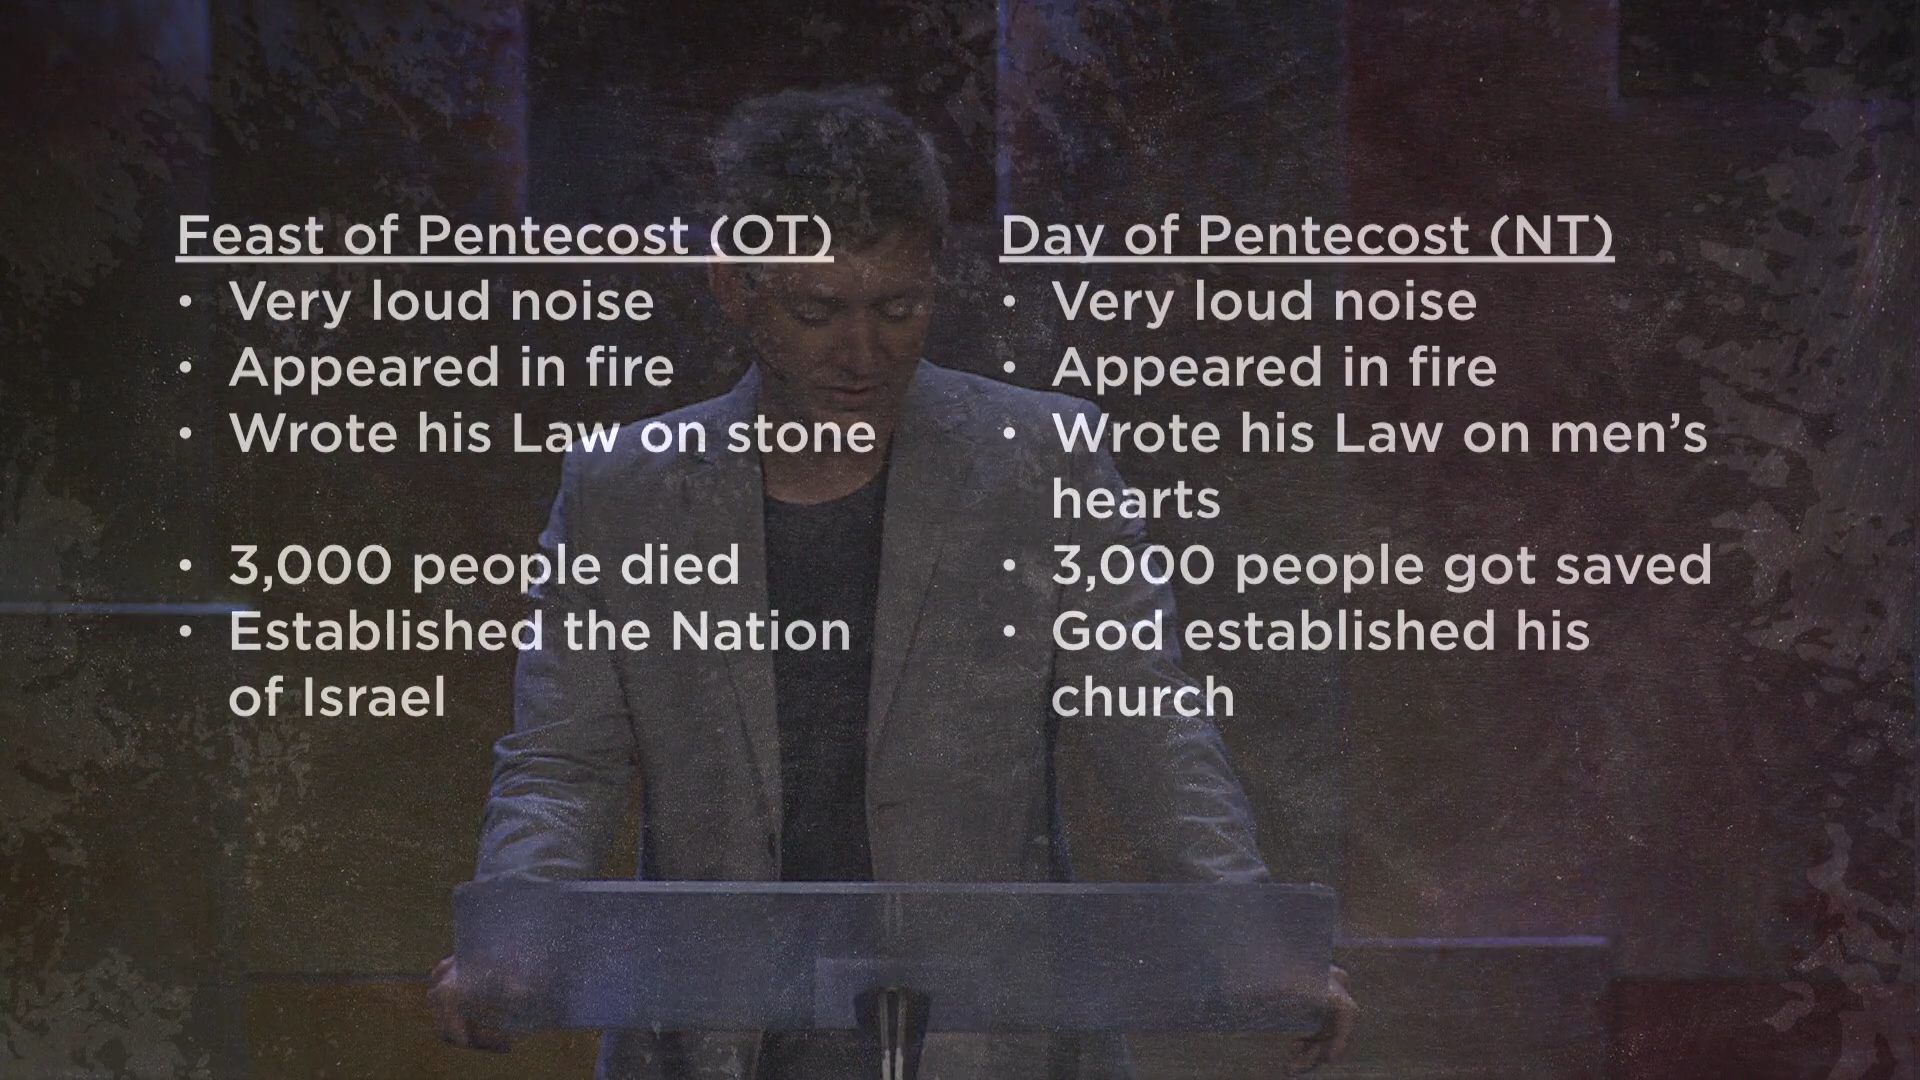 Feast of Pentecost (OT)
• Very loud noise
• Appeared in fire
• Wrote his Law on stone
• 3,000 people died
• Established the Nation
of Israel
Day of Pentecost (NT)
• Very loud noise
• Appeared in fire
• Wrote his Law on men’s
hearts
• 3,000 people got saved
• God established his
church